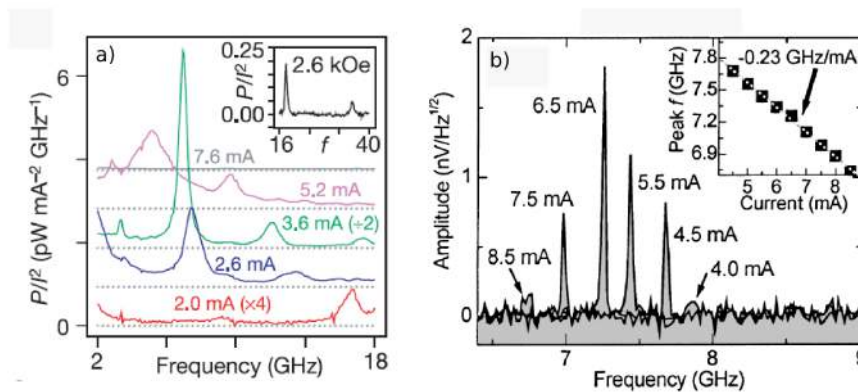 a)
0.25
2.6 kOe
P/I²
0.00
16 f 40
6
7.6 mA
5.2 mA
3.6 mA (÷2)
2.6 mA
2.0 mA (×4)
0
P/I² (pW mA⁻² GHz⁻¹)
2 18
Frequency (GHz)
b)
2
1
0
Amplitude (nV/Hz¹/²)
-0.23 GHz/mA
7.8
7.5
7.2
6.9
Peak f (GHz)
5 6 7 8
Current (mA)
6.5 mA
7.5 mA
5.5 mA
4.5 mA
8.5 mA
4.0 mA
7 8 9
Frequency (GHz)